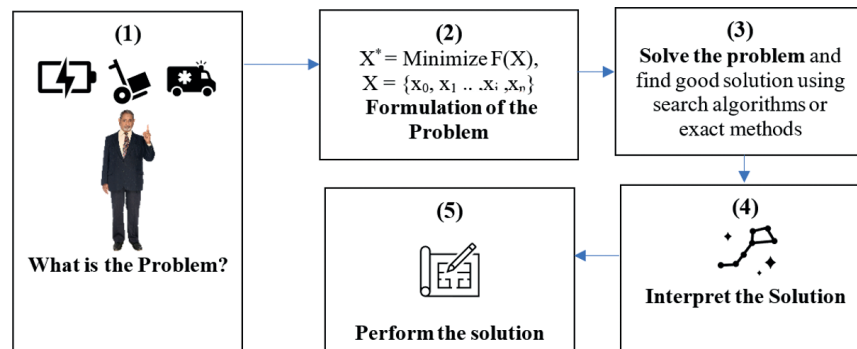 (1)
What is the Problem?
(2)
X* = Minimize F(X),
X = {x₀, x₁ .. .xᵢ ,xₙ}
Formulation of the
Problem
(3)
Solve the problem and
find good solution using
search algorithms or
exact methods
(4)
Interpret the Solution
(5)
Perform the solution